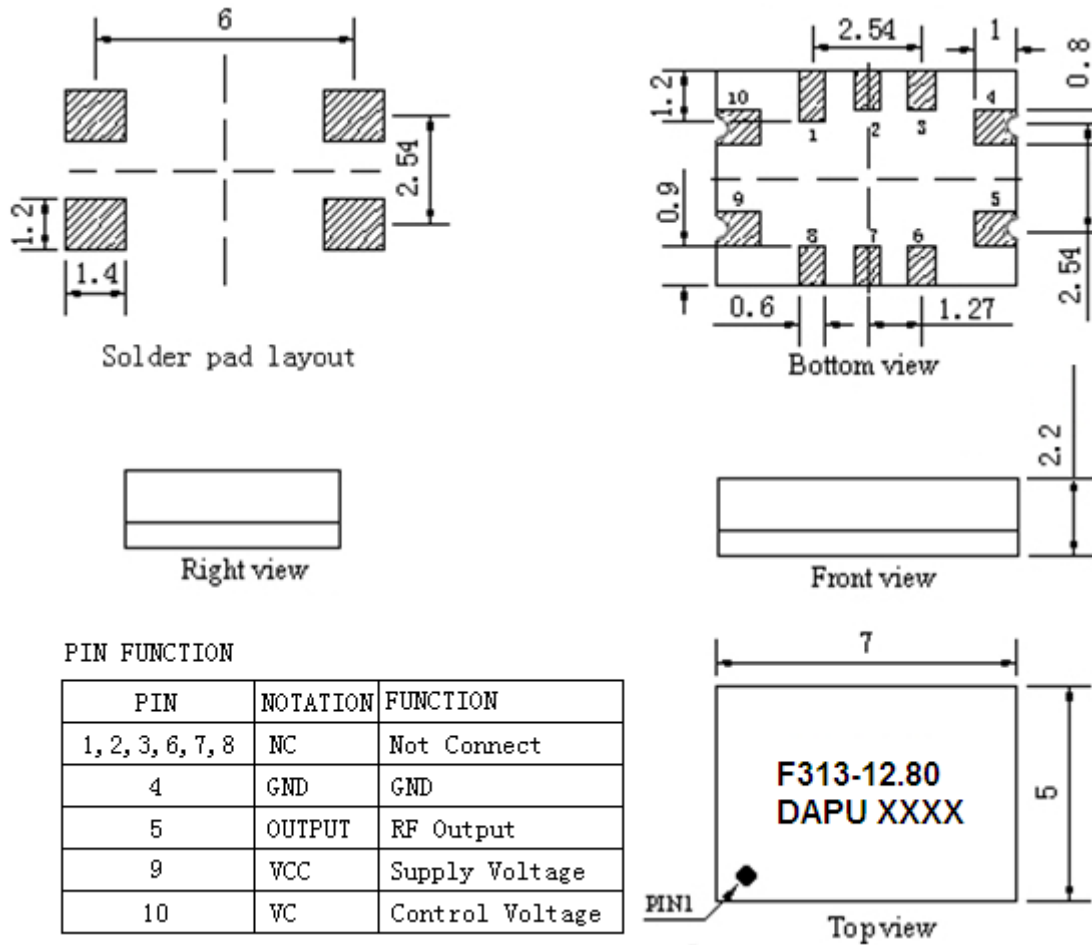 6
2.54
1.2
1.4
Solder pad layout
2.54
1
0.8
1.2
10
4
1
2
3
9
5
0.9
8
7
6
2.54
0.6
1.27
Bottom view
Right view
2.2
Front view
PIN FUNCTION
PIN NOTATION FUNCTION
1,2,3,6,7,8 NC Not Connect
4 GND GND
5 OUTPUT RF Output
9 VCC Supply Voltage
10 VC Control Voltage
7
F313-12.80
DAPU XXXX
5
PIN1
Top view